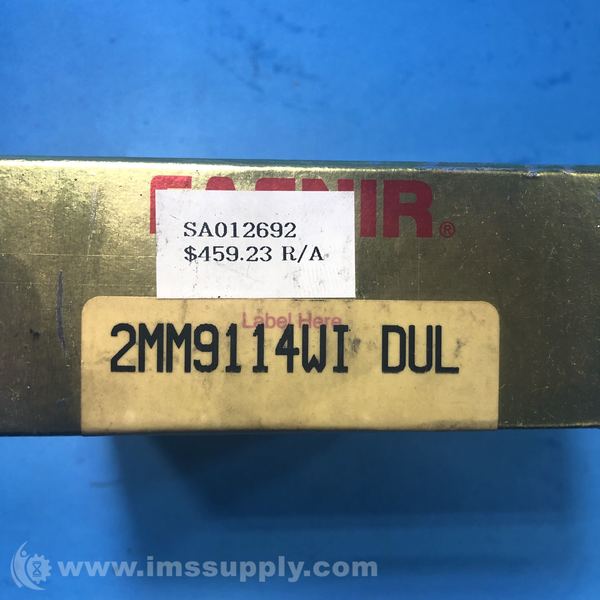 FAFNIR®
SA012692
$459.23 R/A
Label Here
2MM9114WI DUL
www.imssupply.com